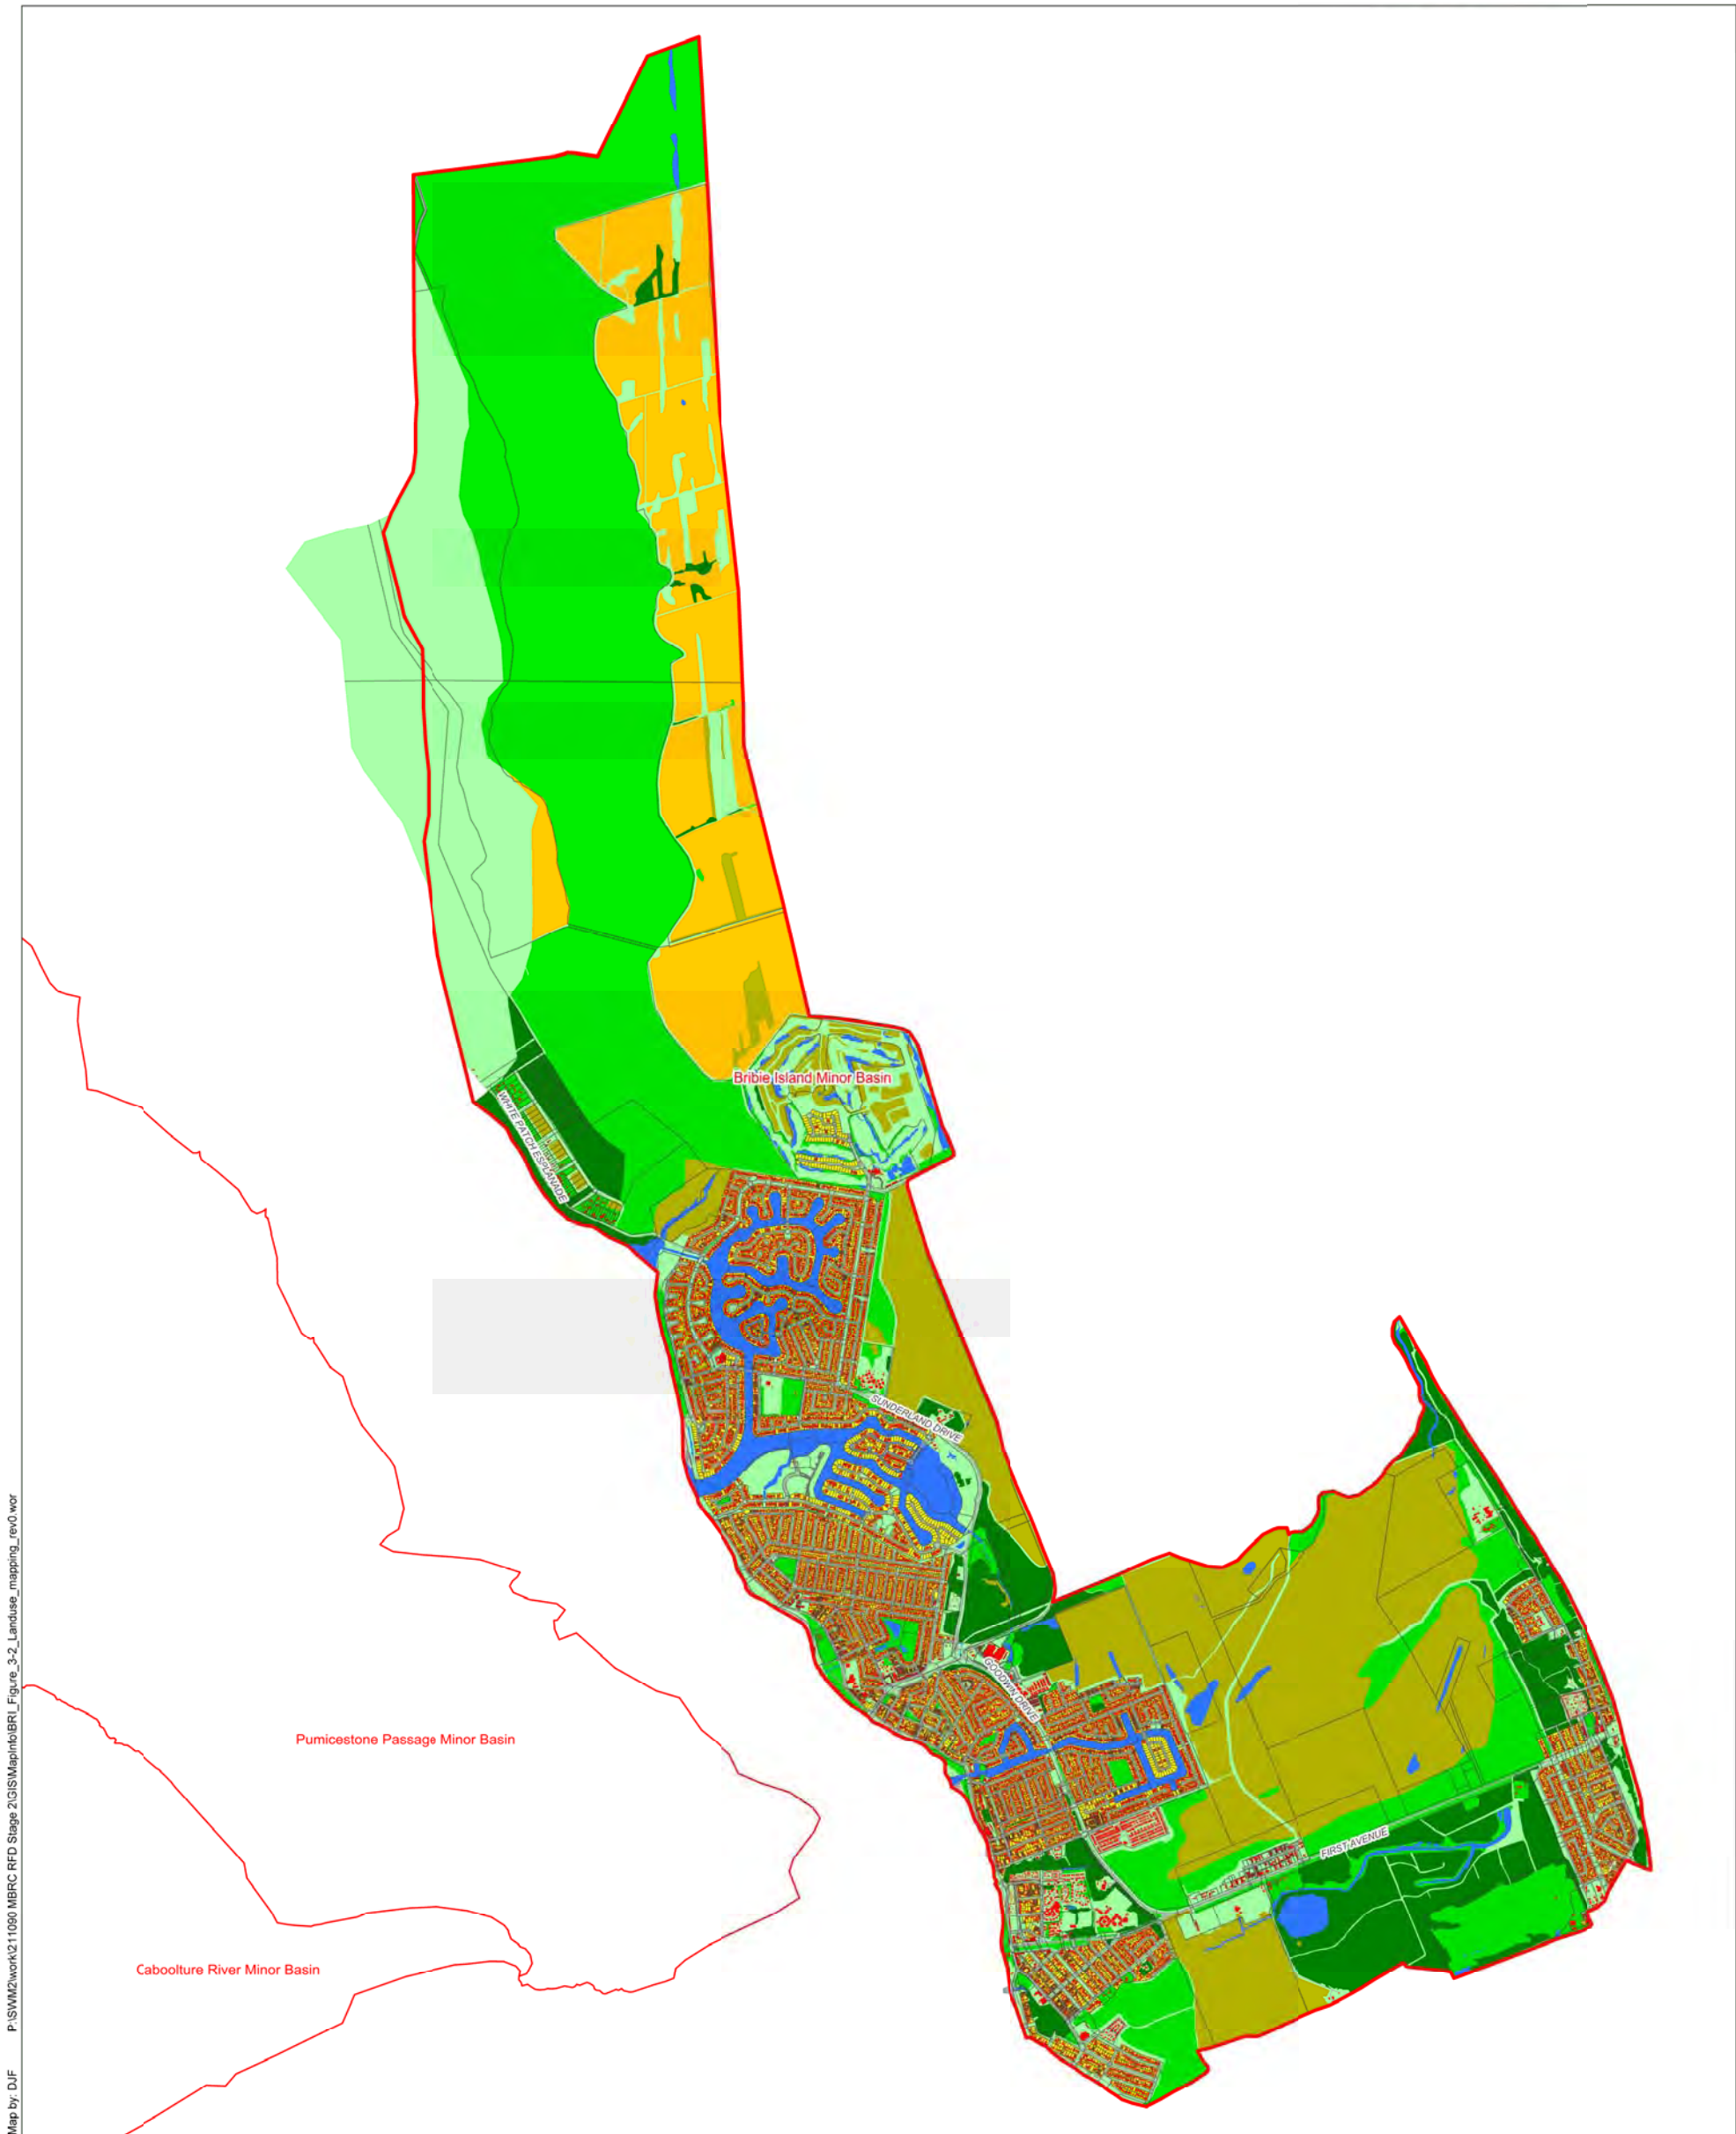 Bribie Island Minor Basin
WHITE PATCH ESPLANADE
SUNDERLAND DRIVE
GOODWIN DRIVE
FIRST AVENUE
Pumicestone Passage Minor Basin
Caboolture River Minor Basin
Map by: DJF P:\SWM2\work\211090 MBRC RFD Stage 2\GIS\MapInfo\BRI_Figure_3-2_Landuse_mapping_rev0.wor